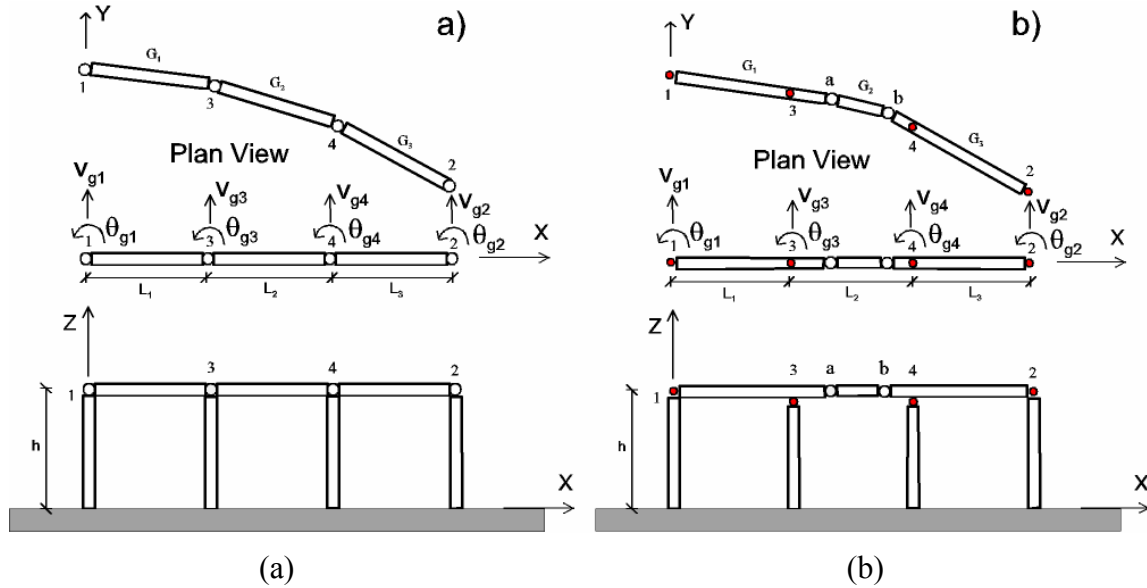 a)
Y
G₁
1
3
G₂
4
G₃
2
Plan View
Vg1
Vg3
Vg4
Vg2
θg1
θg3
θg4
θg2
1
3
4
2
X
L₁
L₂
L₃
Z
1
3
4
2
h
X
(a)
b)
Y
G₁
1
3
a
G₂
b
4
G₃
2
Plan View
Vg1
Vg3
Vg4
Vg2
θg1
θg3
θg4
θg2
1
3
4
2
X
L₁
L₂
L₃
Z
1
3
a
b
4
2
h
X
(b)